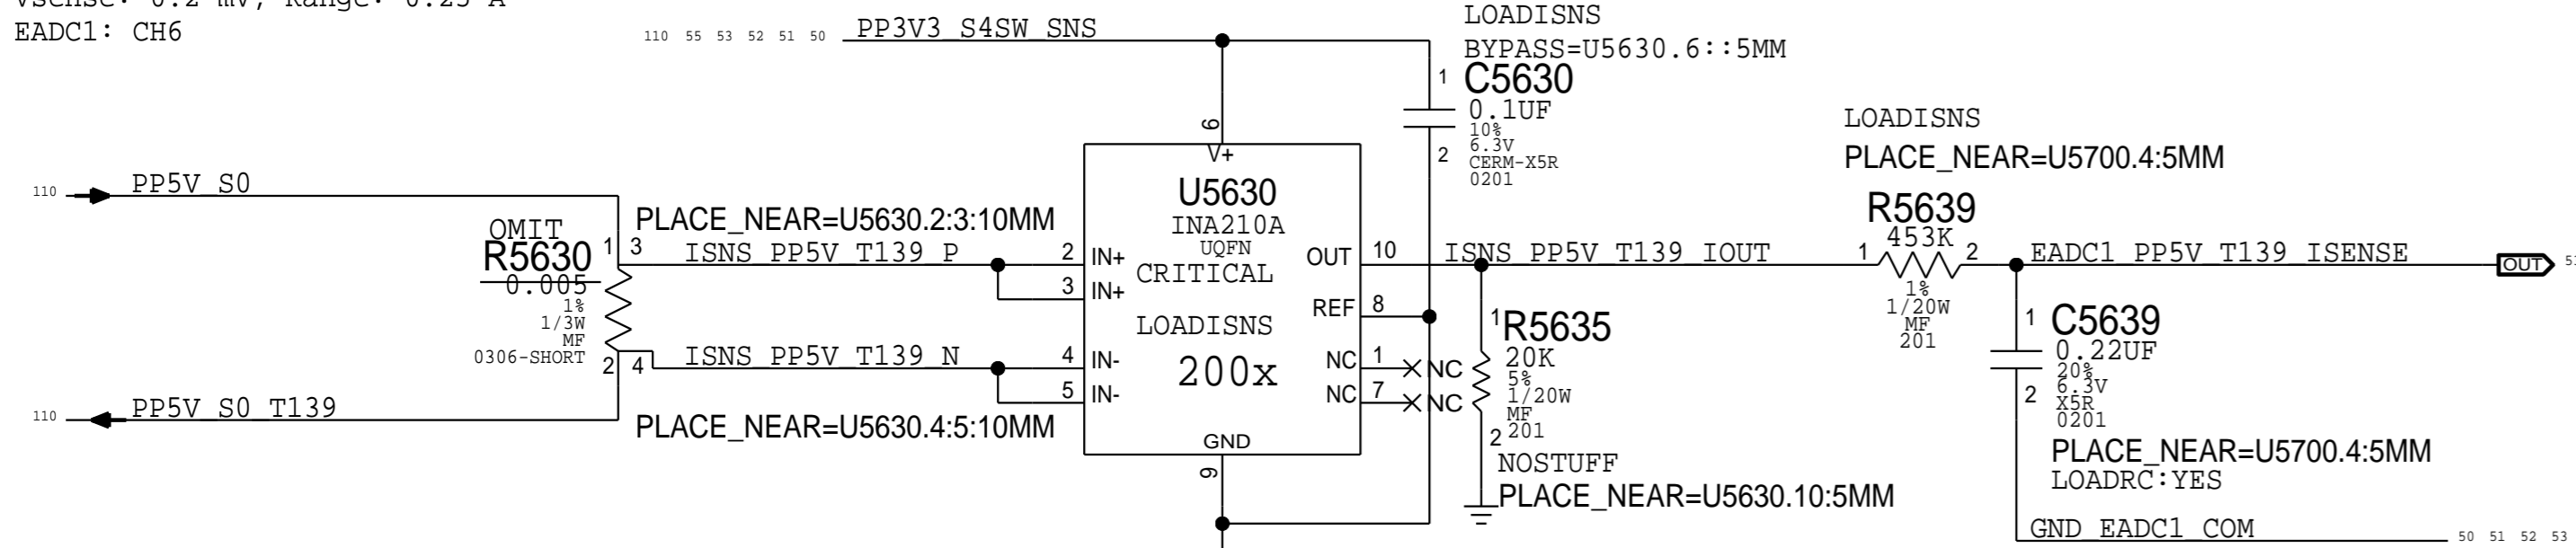 Vsense: 0.2 mV, Range: 0.25 A
EADC1: CH6
110 55 53 52 51 50 PP3V3_S4SW_SNS
LOADISNS
BYPASS=U5630.6::5MM
1 C5630
0.1UF
10%
6.3V
2 CERM-X5R
0201
6
V+
110 PP5V_S0
PLACE_NEAR=U5630.2:3:10MM
OMIT
R5630
0.005
1%
1/3W
MF
0306-SHORT
1 3
2 4
ISNS_PP5V_T139_P
ISNS_PP5V_T139_N
110 PP5V_S0_T139
PLACE_NEAR=U5630.4:5:10MM
U5630
INA210A
UQFN
CRITICAL
LOADISNS
200x
2 IN+
3 IN+
4 IN-
5 IN-
OUT 10
REF 8
NC 1 NC
NC 7 NC
GND
9
ISNS_PP5V_T139_IOUT
1 R5635
20K
5%
1/20W
MF
2 201
NOSTUFF
PLACE_NEAR=U5630.10:5MM
LOADISNS
PLACE_NEAR=U5700.4:5MM
R5639
1 453K 2
1%
1/20W
MF
201
EADC1_PP5V_T139_ISENSE
OUT
1 C5639
0.22UF
20%
6.3V
2 X5R
0201
PLACE_NEAR=U5700.4:5MM
LOADRC:YES
GND_EADC1_COM 50 51 52 53